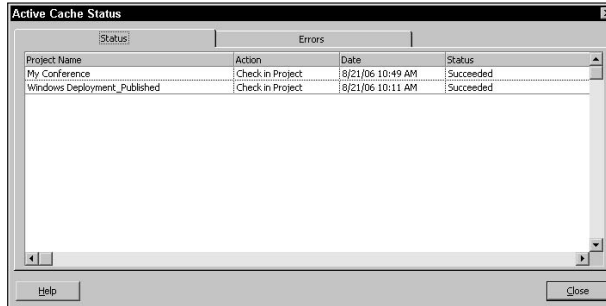 Active Cache Status
Status Errors
Project Name Action Date Status
My Conference Check in Project 8/21/06 10:49 AM Succeeded
Windows Deployment_Published Check in Project 8/21/06 10:11 AM Succeeded
Help Close